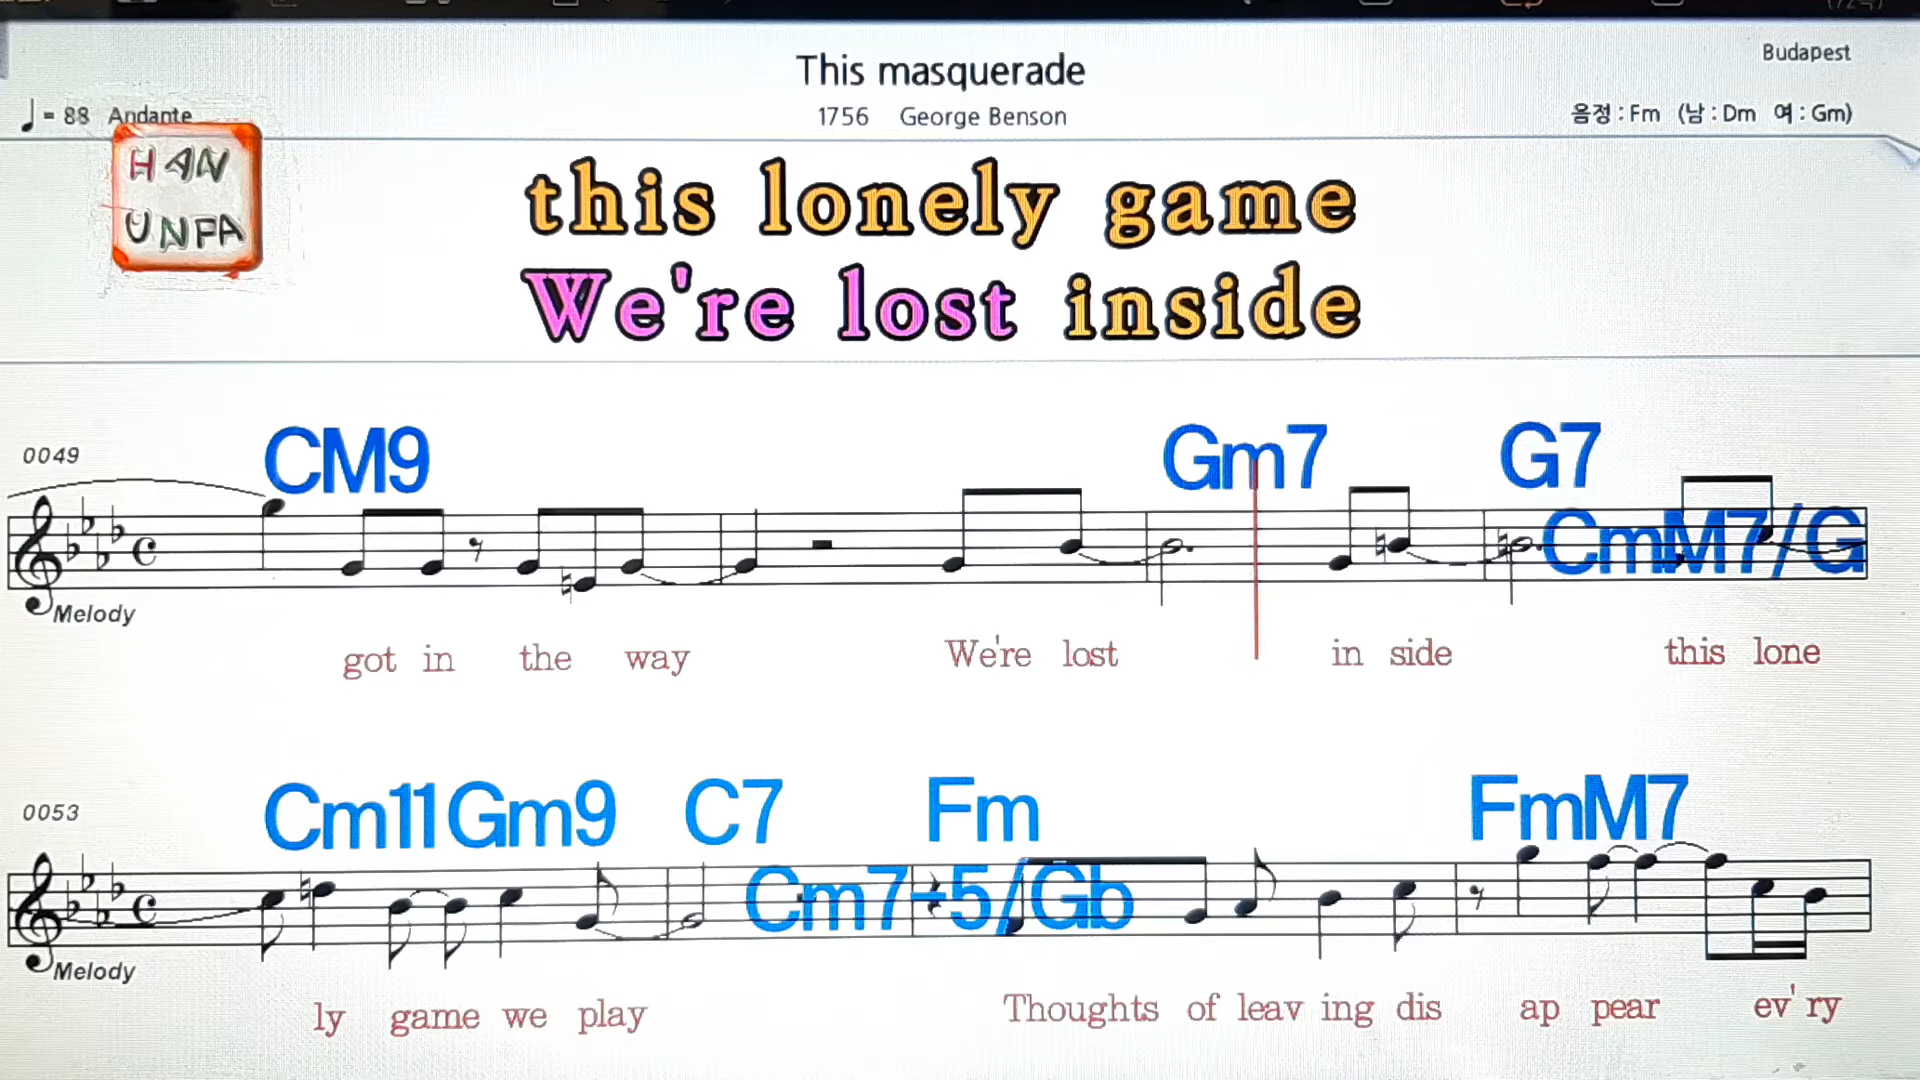 This masquerade
Budapest
♩ = 88 Andante
1756 George Benson
음정 : Fm (남 : Dm 여 : Gm)
HAN
UNPA
this lonely game
We're lost inside
0049
CM9 Gm7 G7
CmM7/G
Melody
got in the way We're lost in side this lone
0053
Cm11 Gm9 C7 Fm FmM7
Cm7-5/Gb
Melody
ly game we play Thoughts of leav ing dis ap pear ev'ry